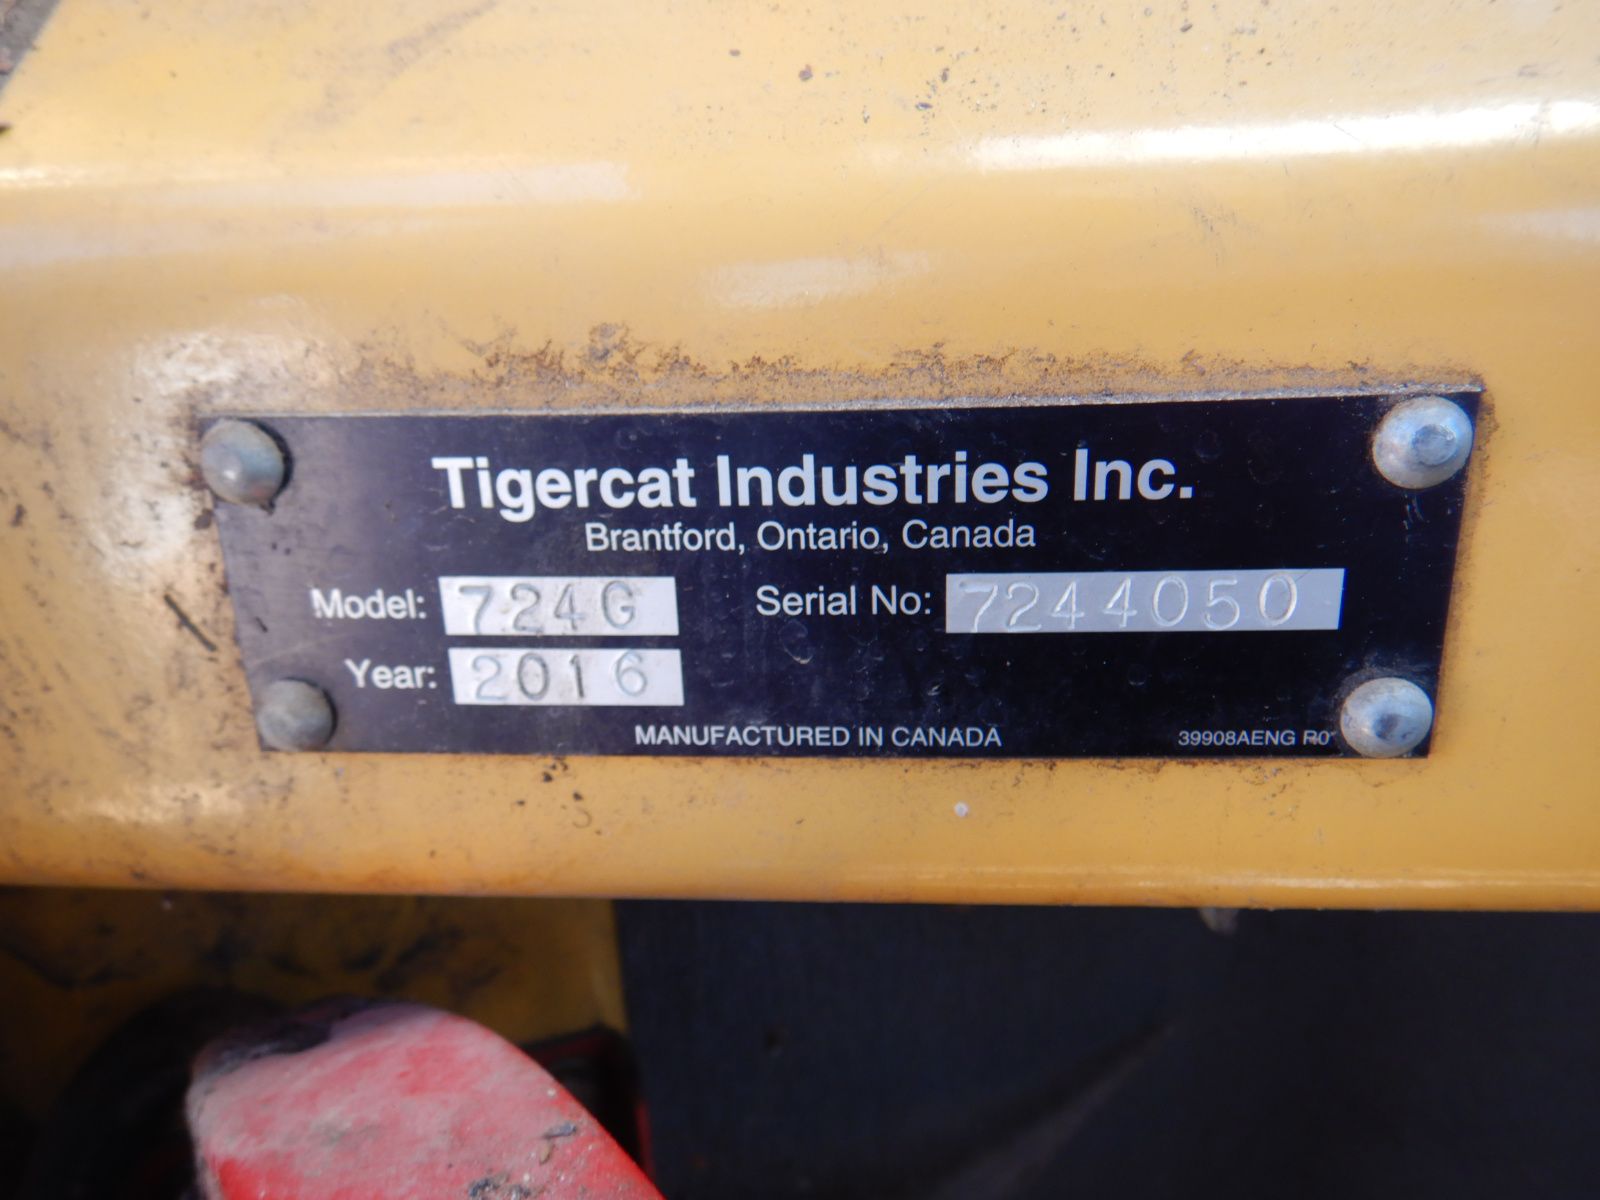 Tigercat Industries Inc.
Brantford, Ontario, Canada
Model: 724G Serial No: 7244050
Year: 2016
MANUFACTURED IN CANADA 39908AENG R0